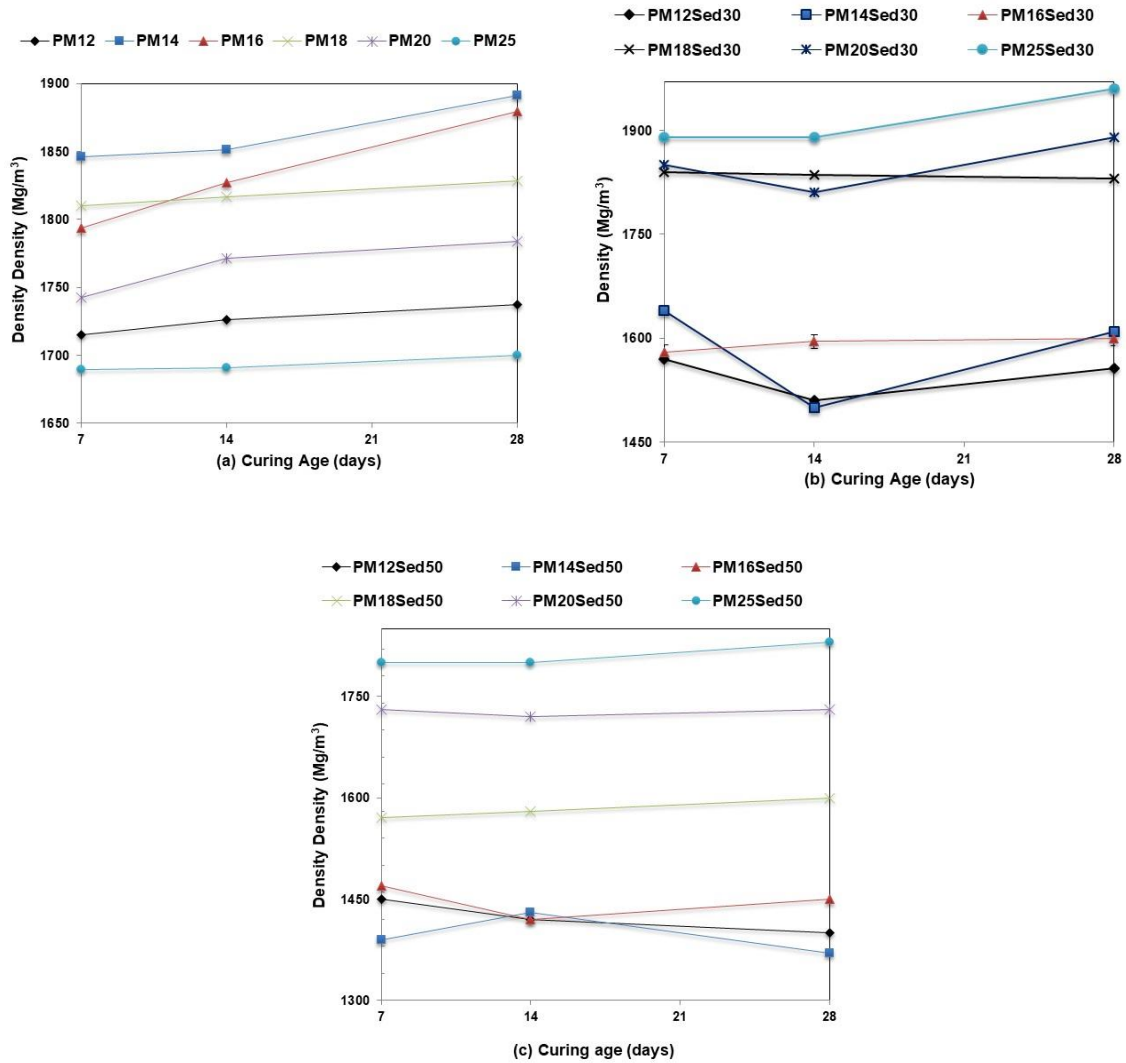 PM12 PM14 PM16 PM18 PM20 PM25
Density Density (Mg/m³)
1900
1850
1800
1750
1700
1650
7 14 21 28
(a) Curing Age (days)
PM12Sed30 PM14Sed30 PM16Sed30
PM18Sed30 PM20Sed30 PM25Sed30
Density (Mg/m³)
1900
1750
1600
1450
7 14 21 28
(b) Curing Age (days)
PM12Sed50 PM14Sed50 PM16Sed50
PM18Sed50 PM20Sed50 PM25Sed50
Density Density (Mg/m³)
1750
1600
1450
1300
7 14 21 28
(c) Curing age (days)